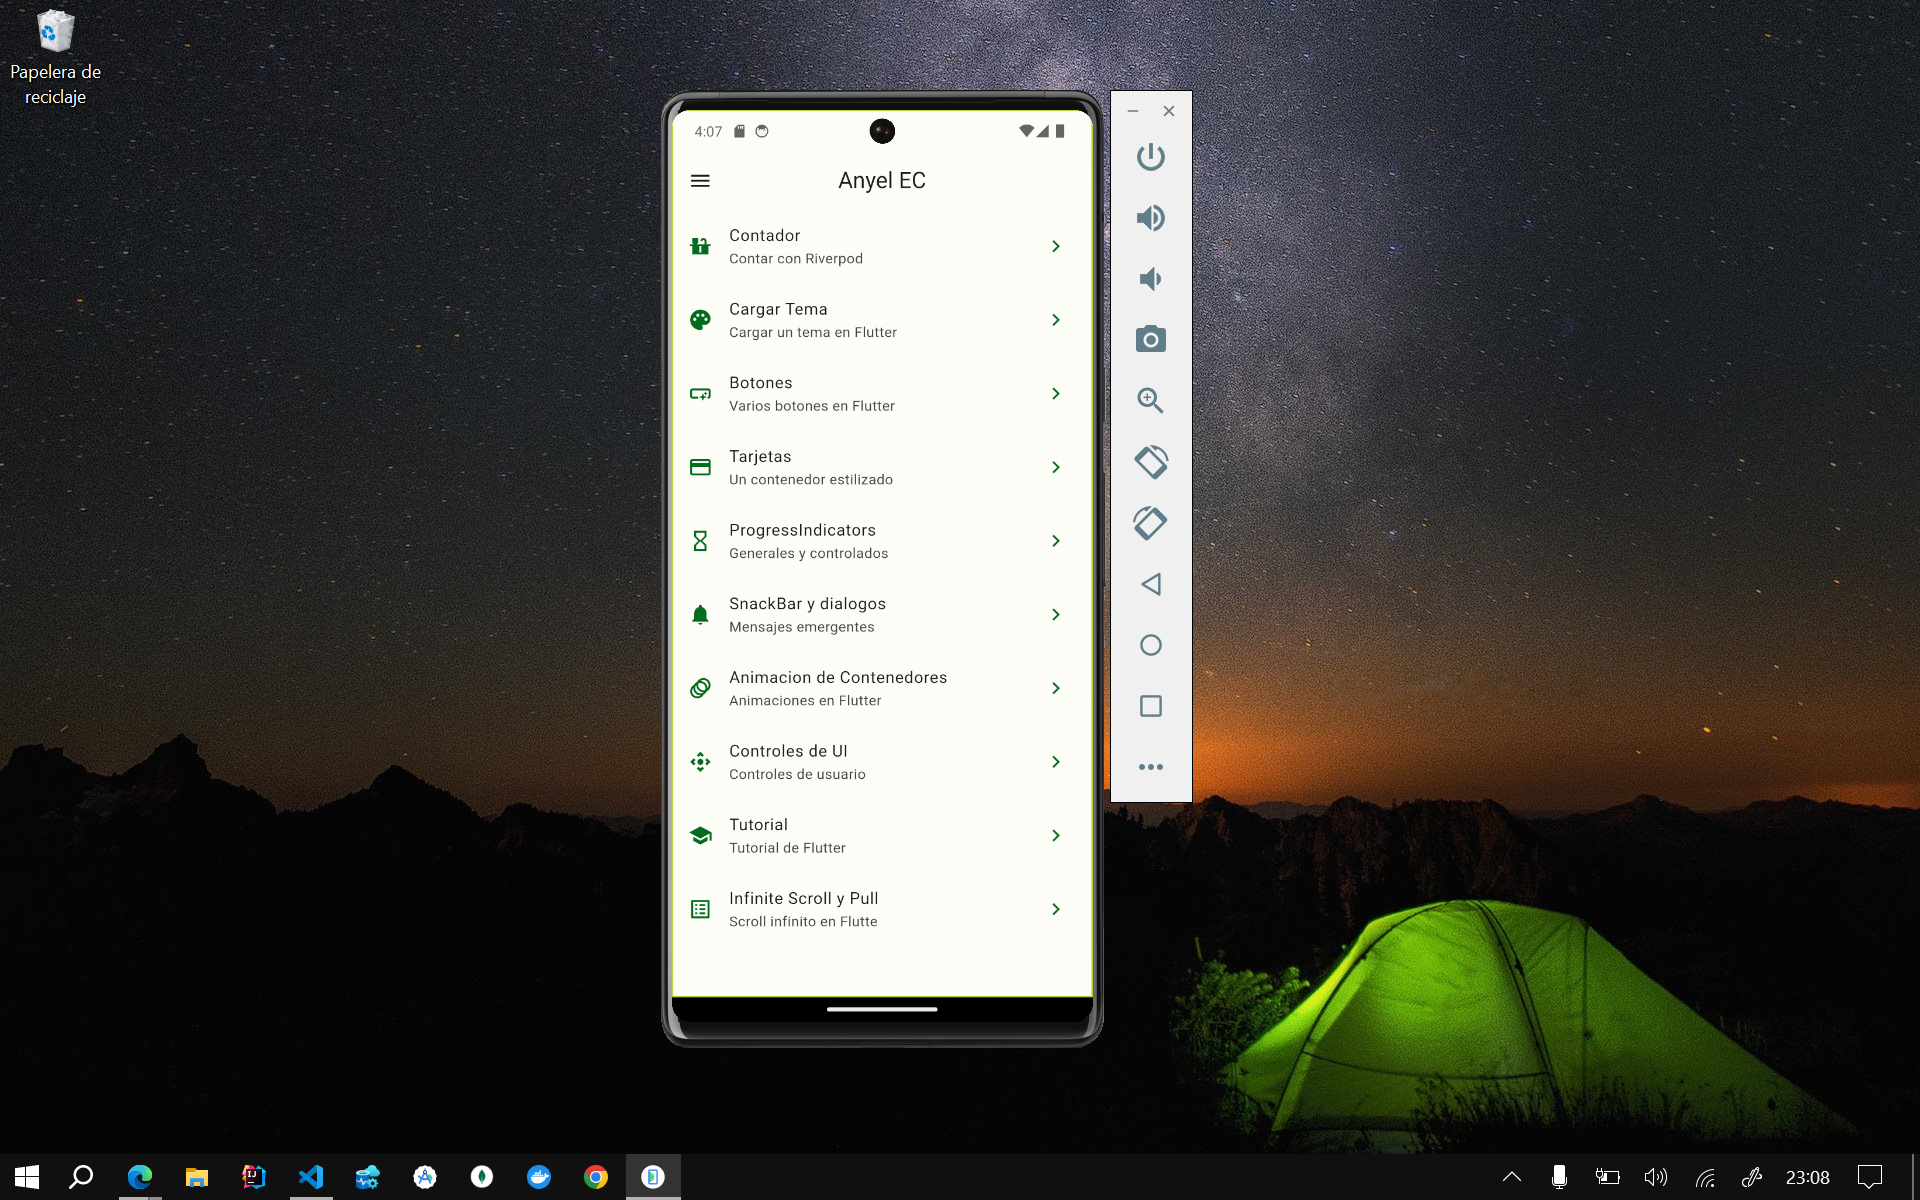 Papelera de
reciclaje
4:07
Anyel EC
Contador
Contar con Riverpod
Cargar Tema
Cargar un tema en Flutter
Botones
Varios botones en Flutter
Tarjetas
Un contenedor estilizado
ProgressIndicators
Generales y controlados
SnackBar y dialogos
Mensajes emergentes
Animacion de Contenedores
Animaciones en Flutter
Controles de UI
Controles de usuario
Tutorial
Tutorial de Flutter
Infinite Scroll y Pull
Scroll infinito en Flutte
23:08